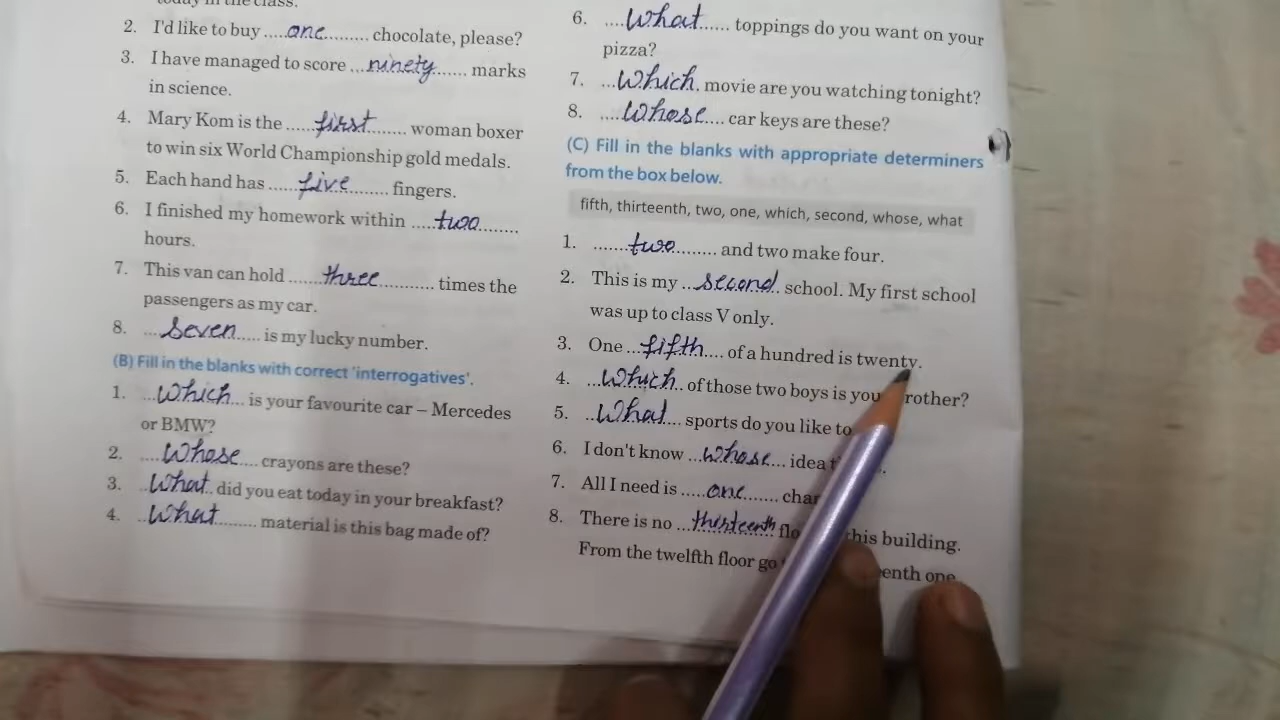 today in the class.
2. I'd like to buy .....one......... chocolate, please?
3. I have managed to score ...ninety....... marks
in science.
4. Mary Kom is the ......first........ woman boxer
to win six World Championship gold medals.
5. Each hand has ......five......... fingers.
6. I finished my homework within .....two........
hours.
7. This van can hold .......three........... times the
passengers as my car.
8. ....Seven..... is my lucky number.
(B) Fill in the blanks with correct 'interrogatives'.
1. ...Which... is your favourite car – Mercedes
or BMW?
2. ....Whose.... crayons are these?
3. ..What.. did you eat today in your breakfast?
4. ..What......... material is this bag made of?
6. ....What...... toppings do you want on your
pizza?
7. ...Which. movie are you watching tonight?
8. ....Whose.... car keys are these?
(C) Fill in the blanks with appropriate determiners
from the box below.
fifth, thirteenth, two, one, which, second, whose, what
1. .......two.......... and two make four.
2. This is my ...second. school. My first school
was up to class V only.
3. One ...fifth.... of a hundred is twenty.
4. ...Which.. of those two boys is you rother?
5. ..What.... sports do you like to
6. I don't know ...whose... idea
7. All I need is .....one.......
8. There is no ...thirteenth this building.
From the twelfth floor go enth one